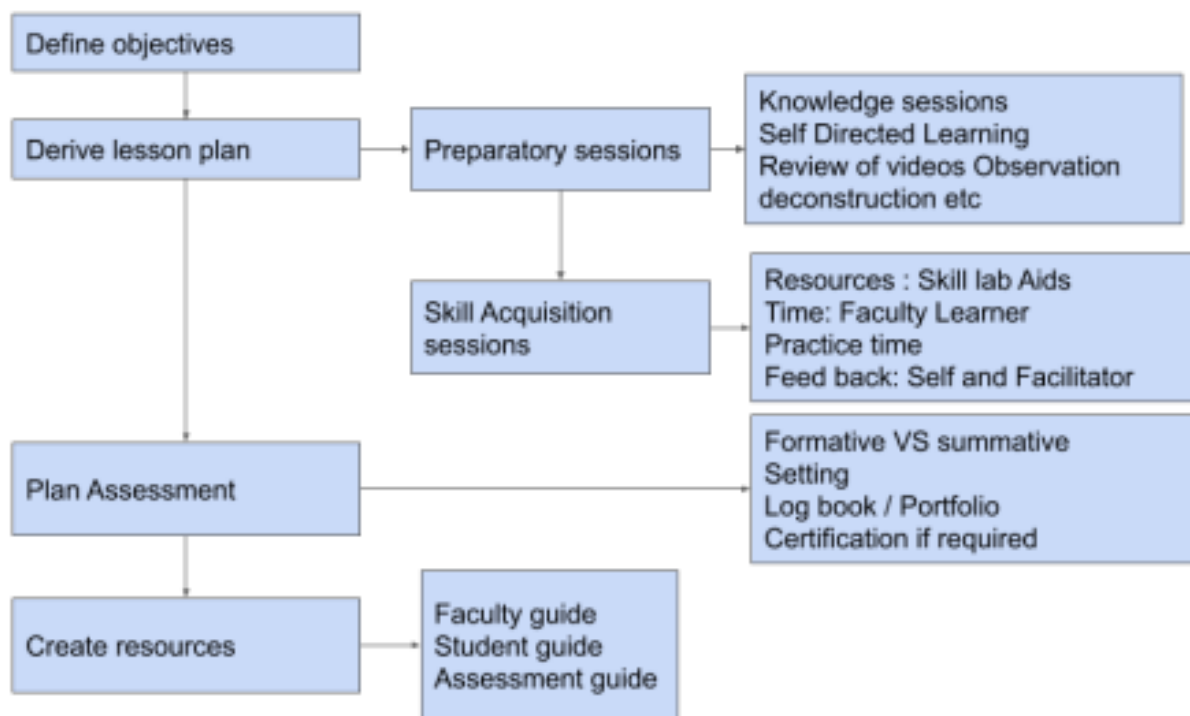 Define objectives
Derive lesson plan
Preparatory sessions
Knowledge sessions
Self Directed Learning
Review of videos Observation
deconstruction etc
Skill Acquisition
sessions
Resources : Skill lab Aids
Time: Faculty Learner
Practice time
Feed back: Self and Facilitator
Plan Assessment
Formative VS summative
Setting
Log book / Portfolio
Certification if required
Create resources
Faculty guide
Student guide
Assessment guide